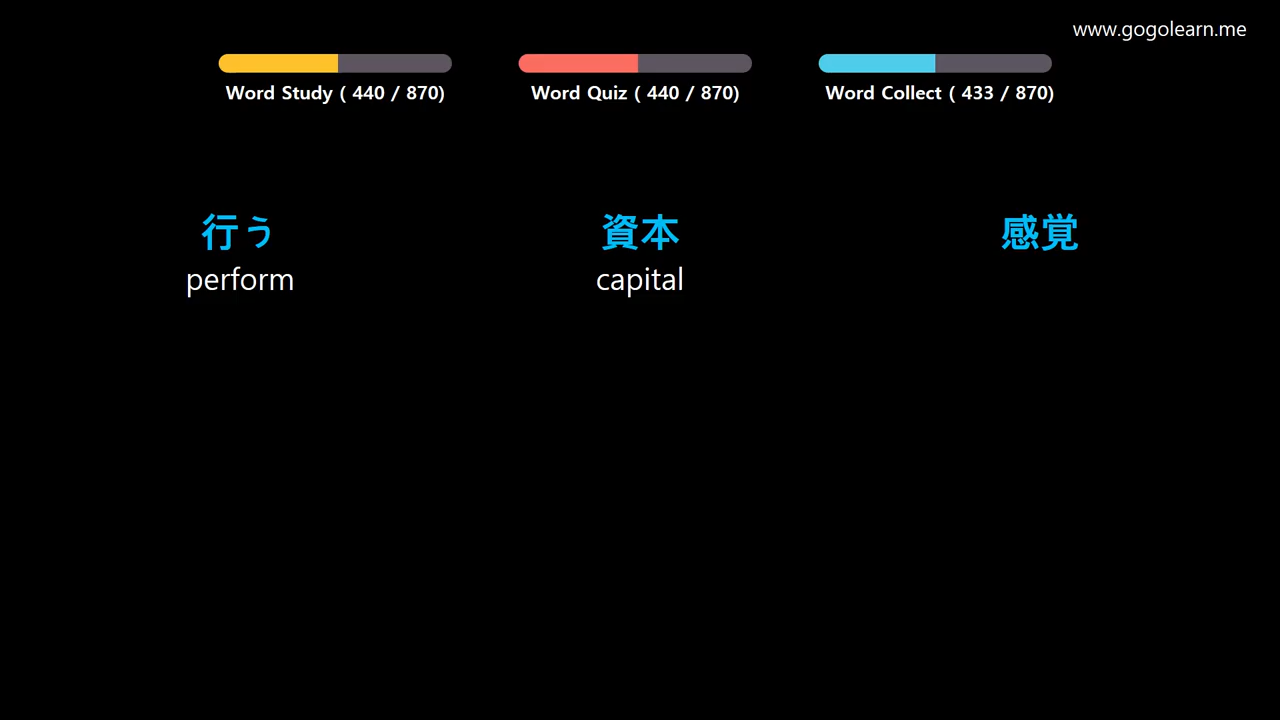 www.gogolearn.me
Word Study ( 440 / 870)
Word Quiz ( 440 / 870)
Word Collect ( 433 / 870)
行う
perform
資本
capital
感覚